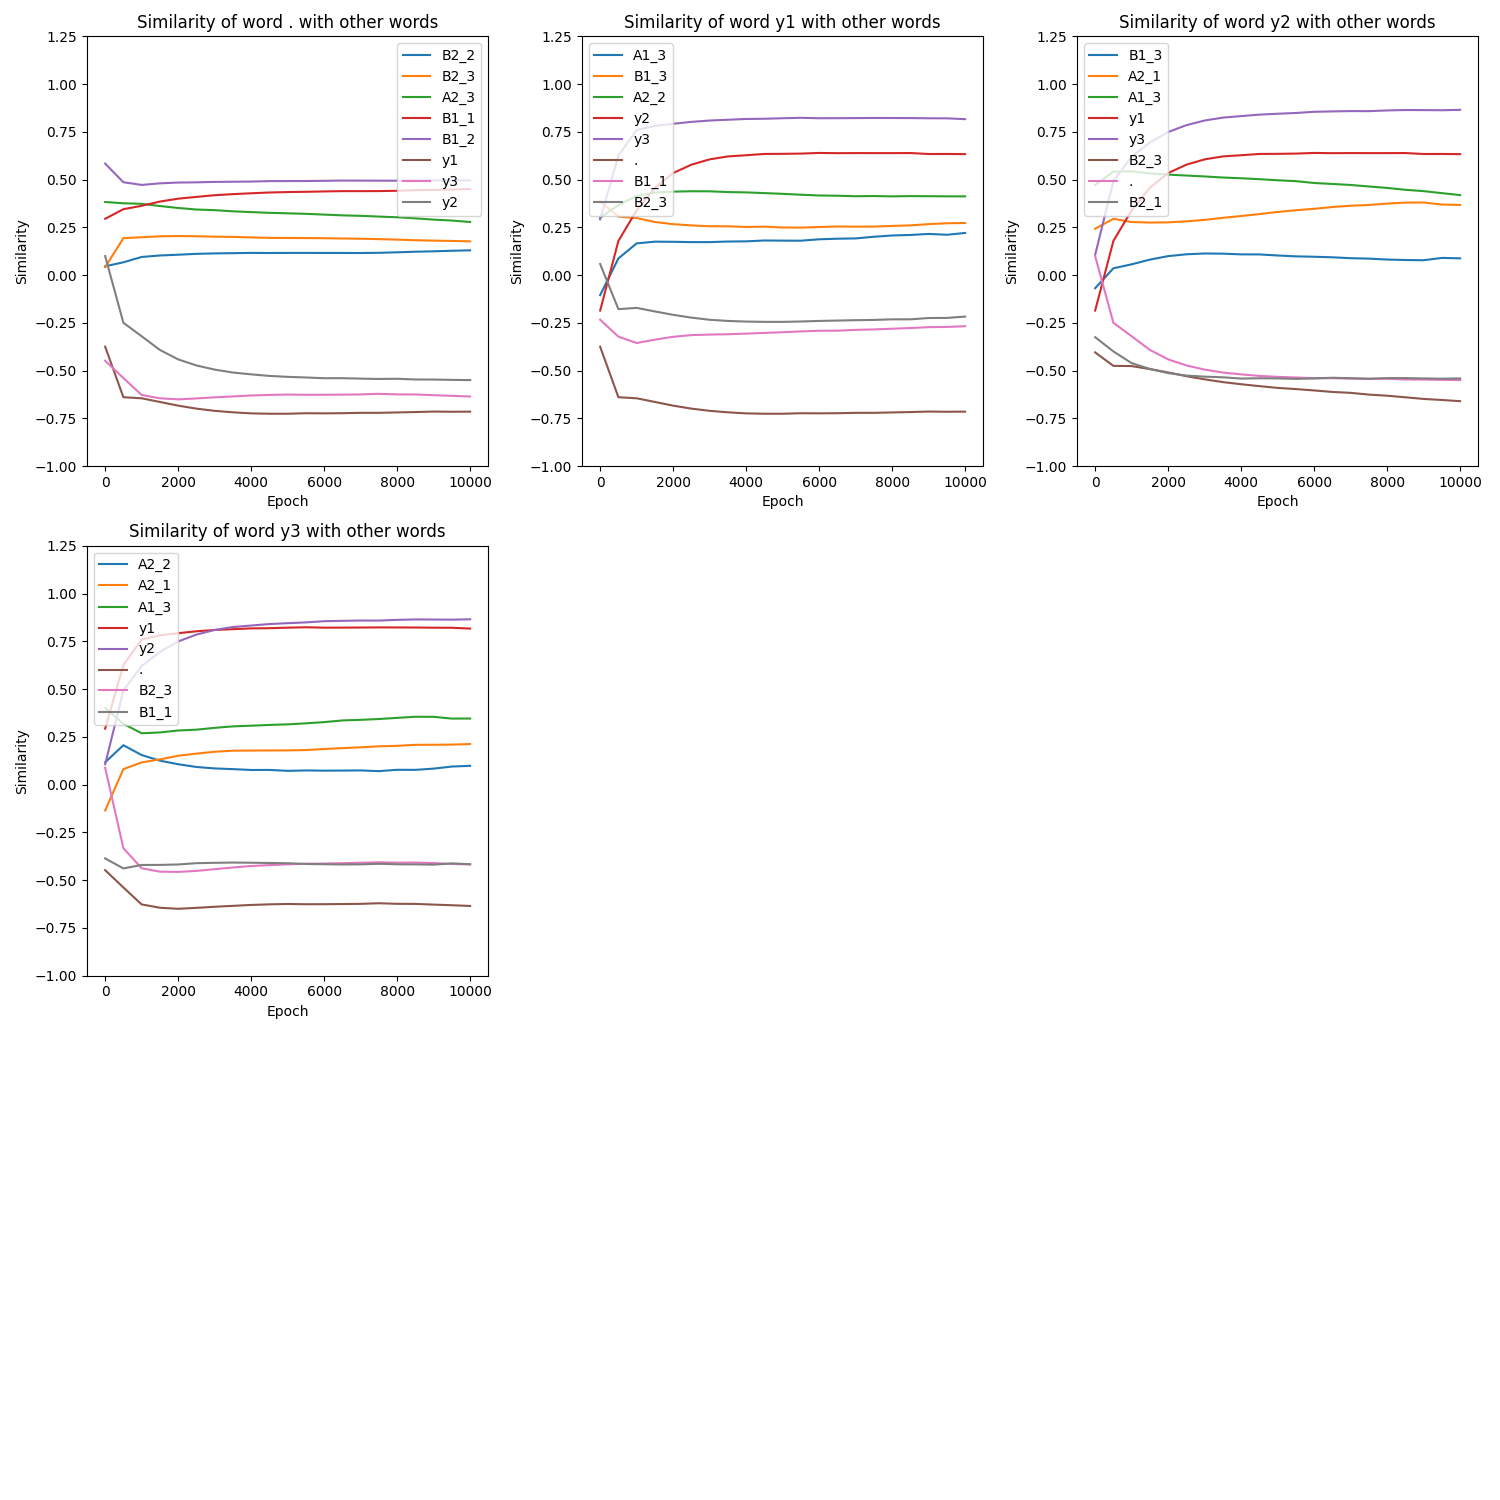 Similarity of word . with other words
1.25
1.00
0.75
0.50
0.25
0.00
−0.25
−0.50
−0.75
−1.00
Similarity
0 2000 4000 6000 8000 10000
Epoch
B2_2
B2_3
A2_3
B1_1
B1_2
y1
y3
y2
Similarity of word y1 with other words
1.25
1.00
0.75
0.50
0.25
0.00
−0.25
−0.50
−0.75
−1.00
Similarity
0 2000 4000 6000 8000 10000
Epoch
A1_3
B1_3
A2_2
y2
y3
.
B1_1
B2_3
Similarity of word y2 with other words
1.25
1.00
0.75
0.50
0.25
0.00
−0.25
−0.50
−0.75
−1.00
Similarity
0 2000 4000 6000 8000 10000
Epoch
B1_3
A2_1
A1_3
y1
y3
B2_3
.
B2_1
Similarity of word y3 with other words
1.25
1.00
0.75
0.50
0.25
0.00
−0.25
−0.50
−0.75
−1.00
Similarity
0 2000 4000 6000 8000 10000
Epoch
A2_2
A2_1
A1_3
y1
y2
.
B2_3
B1_1